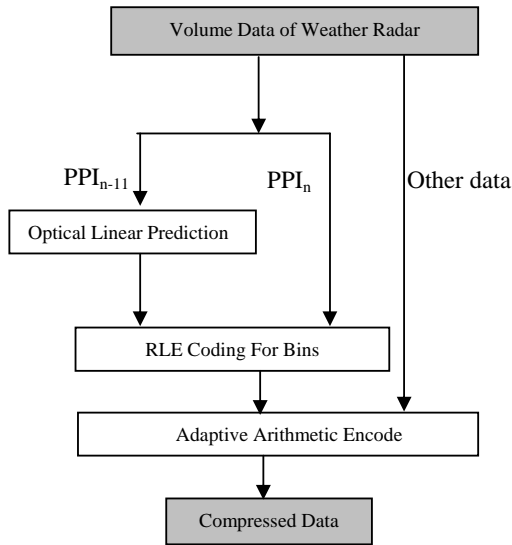 Volume Data of Weather Radar
PPIn-11
PPIn
Other data
Optical Linear Prediction
RLE Coding For Bins
Adaptive Arithmetic Encode
Compressed Data